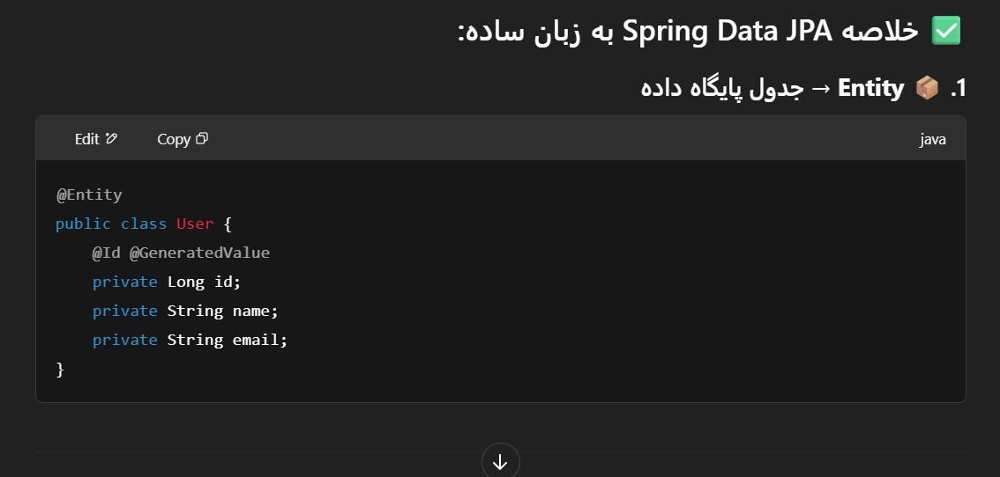 ✅ خلاصه Spring Data JPA به زبان ساده:
1. 📦 Entity → جدول پایگاه داده
java
Copy
Edit
@Entity
public class User {
    @Id @GeneratedValue
    private Long id;
    private String name;
    private String email;
}